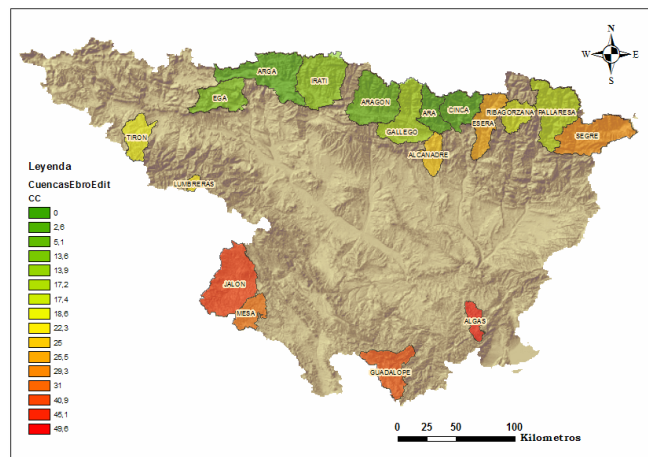 N
W E
S
ARGA
IRATI
EGA
ARAGON
ARA
CINCA
GALLEGO
ESERA
RIBAGORZANA
PALLARESA
SEGRE
ALCANADRE
TIRON
LUMBRERAS
Leyenda
CuencasEbroEdit
CC
0
2,6
5,1
13,6
13,9
17,2
17,4
18,6
22,3
25
25,5
29,3
31
40,9
45,1
49,6
JALON
MESA
ALGAS
GUADALOPE
0 25 50 100
Kilometros